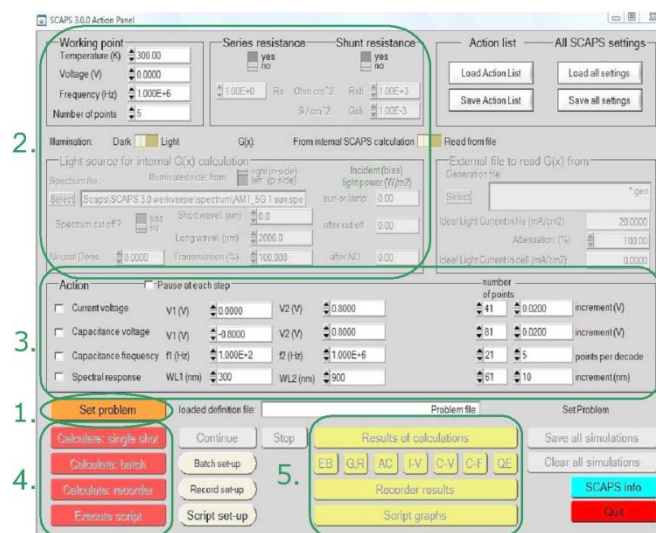 SCAPS 3.0.0 Action Panel
Working point
Temperature (K) 300.00
Voltage (V) 0.0000
Frequency (Hz) 1.000E+6
Number of points 5
Series resistance
yes
no
1.00E+0 Rs Ohm.cm^2
S / cm^2
Shunt resistance
yes
no
Rsh 1.00E+3
Gsh 1.00E-3
Action list
Load Action List
Save Action List
All SCAPS settings
Load all settings
Save all settings
2.
Illumination: Dark Light G(x): From internal SCAPS calculation Read from file
Light source for internal G(x) calculation
Spectrum file: Illuminated side: from right (n-side)
left (p-side)
Incident (bias)
light power (W/m2)
Select Scaps\SCAPS 3.0 werkversie\spectrum\AM1_5G 1 sun.spe sun or lamp 0.00
Spectrum cut off ? yes
no
Short wavel. (nm) 0.0
after cut off 0.00
Long wavel. (nm) 2000.0
Neutral Dens. 0.0000 Transmission (%) 100.000 after ND 0.00
External file to read G(x) from
Generation file:
Select *.gen
Ideal Light Current in file (mA/cm2) 20.0000
Attenuation (%) 100.00
Ideal Light Current in cell (mA/cm2) 0.0000
3.
Action Pause at each step number
of points
Current voltage V1 (V) 0.0000 V2 (V) 0.8000 41 0.0200 increment (V)
Capacitance voltage V1 (V) -0.8000 V2 (V) 0.8000 81 0.0200 increment (V)
Capacitance frequency f1 (Hz) 1.000E+2 f2 (Hz) 1.000E+6 21 5 points per decade
Spectral response WL1 (nm) 300 WL2 (nm) 900 61 10 increment (nm)
1. Set problem loaded definition file: Problem file: Set Problem
4.
Calculate: single shot Continue Stop Results of calculations Save all simulations
Calculate: batch Batch set-up 5. EB G,R AC I-V C-V C-F QE Clear all simulations
Calculate: recorder Record set-up Recorder results SCAPS info
Execute script Script set-up Script graphs Quit